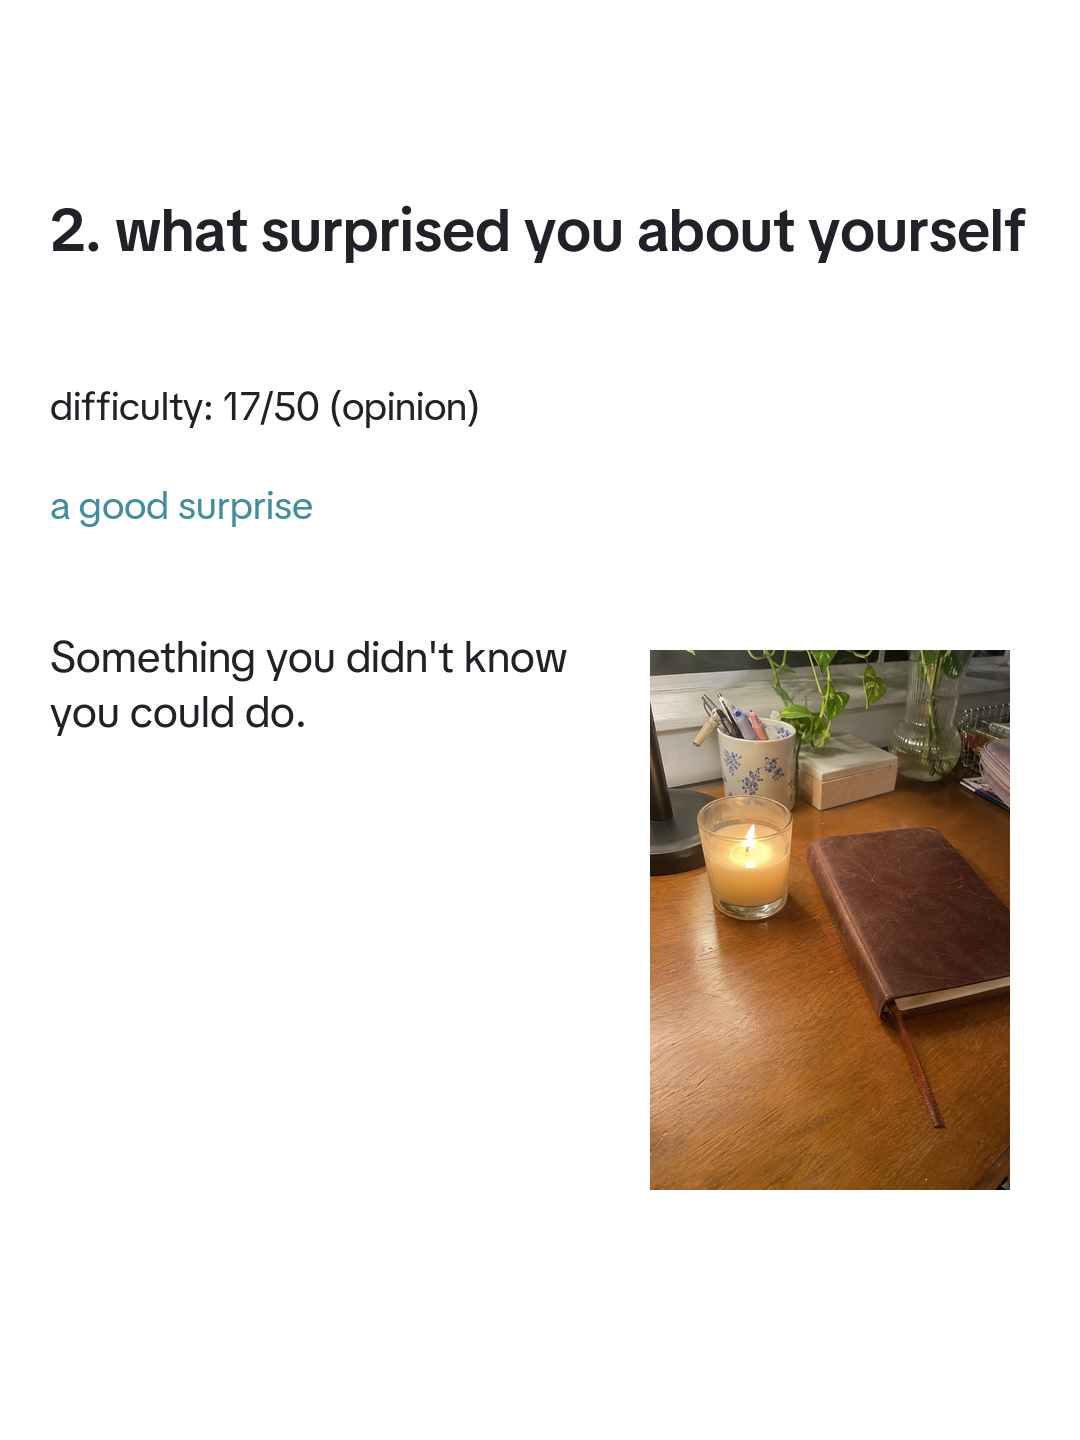 2. what surprised you about yourself
difficulty: 17/50 (opinion)
a good surprise
Something you didn't know
you could do.